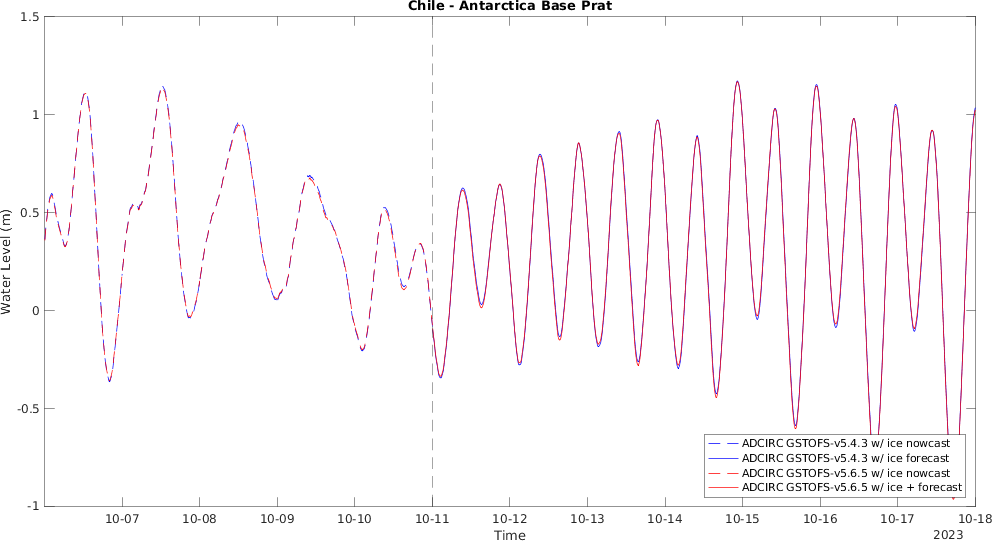 Chile - Antarctica Base Prat
Water Level (m)
1.5
1
0.5
0
-0.5
-1
ADCIRC GSTOFS-v5.4.3 w/ ice nowcast
ADCIRC GSTOFS-v5.4.3 w/ ice forecast
ADCIRC GSTOFS-v5.6.5 w/ ice nowcast
ADCIRC GSTOFS-v5.6.5 w/ ice + forecast
10-07 10-08 10-09 10-10 10-11 10-12 10-13 10-14 10-15 10-16 10-17 10-18
Time
2023